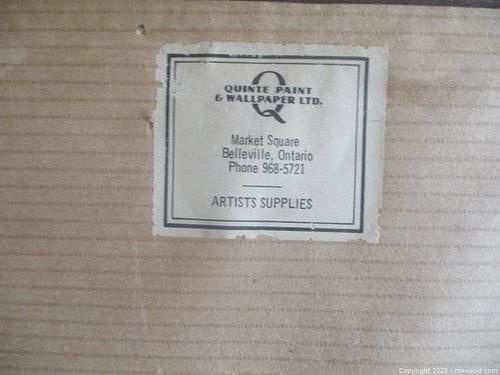 QUINTE PAINT
& WALLPAPER LTD.
Q
Market Square
Belleville, Ontario
Phone 968-5721
ARTISTS SUPPLIES
Copyright 2025 - maxsold.com